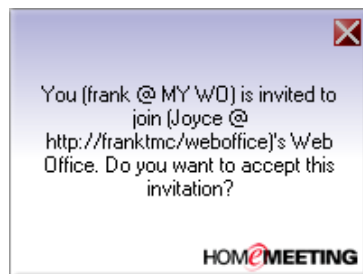 You (frank @ MY WO) is invited to
join (Joyce @
http://franktmc/weboffice)'s Web
Office. Do you want to accept this
invitation?
HOMeMEETING